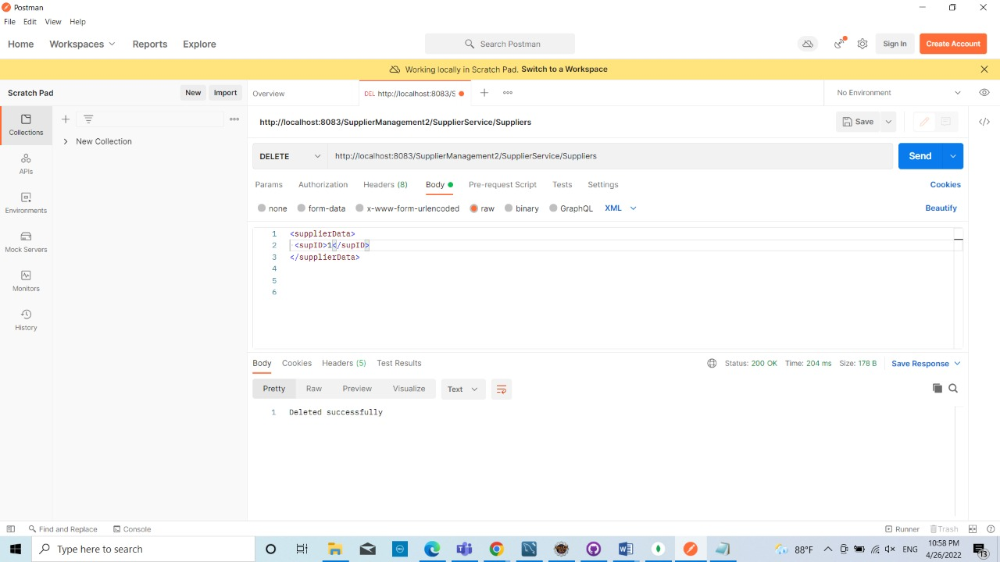 Postman
File Edit View Help
Home Workspaces Reports Explore Search Postman Sign In Create Account
Working locally in Scratch Pad. Switch to a Workspace
Scratch Pad New Import Overview DEL http://localhost:8083/S No Environment
http://localhost:8083/SupplierManagement2/SupplierService/Suppliers Save
Collections
New Collection
APIs
Environments
Mock Servers
Monitors
History
DELETE http://localhost:8083/SupplierManagement2/SupplierService/Suppliers Send
Params Authorization Headers (8) Body Pre-request Script Tests Settings Cookies
none form-data x-www-form-urlencoded raw binary GraphQL XML Beautify
1 <supplierData>
2 <supID>1</supID>
3 </supplierData>
4
5
6
Body Cookies Headers (5) Test Results Status: 200 OK Time: 204 ms Size: 178 B Save Response
Pretty Raw Preview Visualize Text
1 Deleted successfully
Find and Replace Console Runner Trash
Type here to search 88°F ENG 10:58 PM
4/26/2022 13